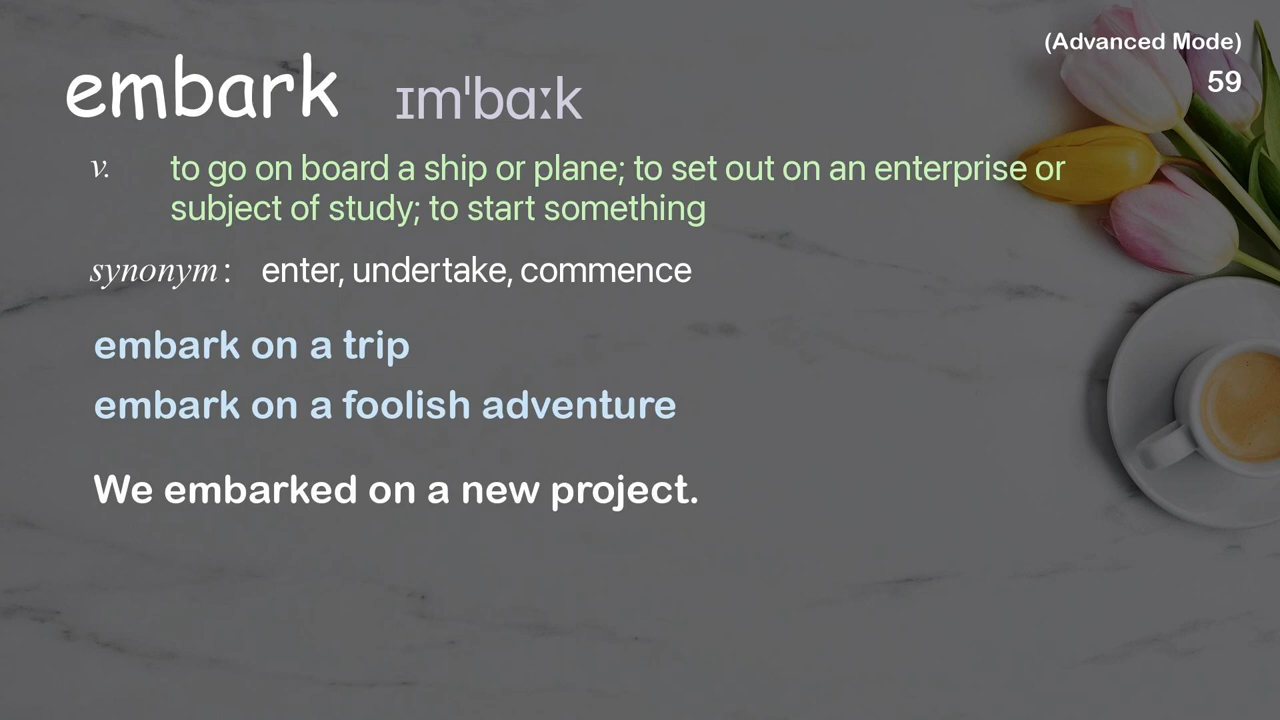 (Advanced Mode)
59
embark ɪmˈbɑːk
v. to go on board a ship or plane; to set out on an enterprise or
subject of study; to start something
synonym: enter, undertake, commence
embark on a trip
embark on a foolish adventure
We embarked on a new project.